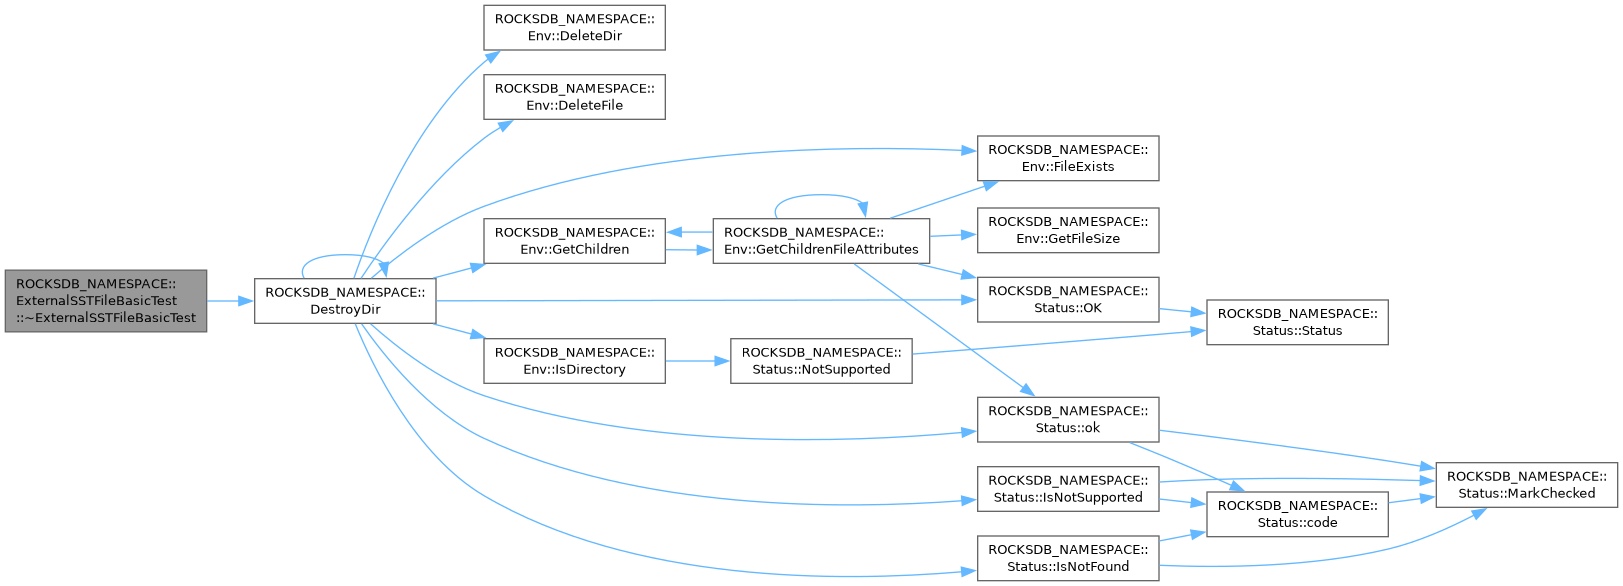 ROCKSDB_NAMESPACE::
ExternalSSTFileBasicTest
::~ExternalSSTFileBasicTest
ROCKSDB_NAMESPACE::
DestroyDir
ROCKSDB_NAMESPACE::
Env::DeleteDir
ROCKSDB_NAMESPACE::
Env::DeleteFile
ROCKSDB_NAMESPACE::
Env::GetChildren
ROCKSDB_NAMESPACE::
Env::IsDirectory
ROCKSDB_NAMESPACE::
Env::GetChildrenFileAttributes
ROCKSDB_NAMESPACE::
Status::NotSupported
ROCKSDB_NAMESPACE::
Env::FileExists
ROCKSDB_NAMESPACE::
Env::GetFileSize
ROCKSDB_NAMESPACE::
Status::OK
ROCKSDB_NAMESPACE::
Status::ok
ROCKSDB_NAMESPACE::
Status::IsNotSupported
ROCKSDB_NAMESPACE::
Status::IsNotFound
ROCKSDB_NAMESPACE::
Status::Status
ROCKSDB_NAMESPACE::
Status::code
ROCKSDB_NAMESPACE::
Status::MarkChecked